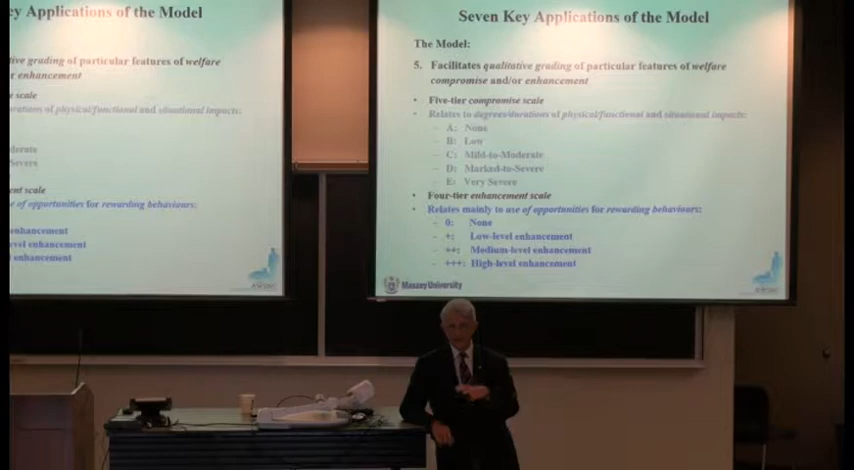 ey Applications of the Model
tive grading of particular features of welfare
r enhancement
e scale
erations of physical/functional and situational impacts:
derate
Severe
ent scale
e of opportunities for rewarding behaviours:
enhancement
evel enhancement
enhancement
Seven Key Applications of the Model
The Model:
5. Facilitates qualitative grading of particular features of welfare
compromise and/or enhancement
• Five-tier compromise scale
• Relates to degrees/durations of physical/functional and situational impacts:
– A: None
– B: Low
– C: Mild-to-Moderate
– D: Marked-to-Severe
– E: Very Severe
• Four-tier enhancement scale
• Relates mainly to use of opportunities for rewarding behaviours:
– 0: None
– +: Low-level enhancement
– ++: Medium-level enhancement
– +++: High-level enhancement
Massey University